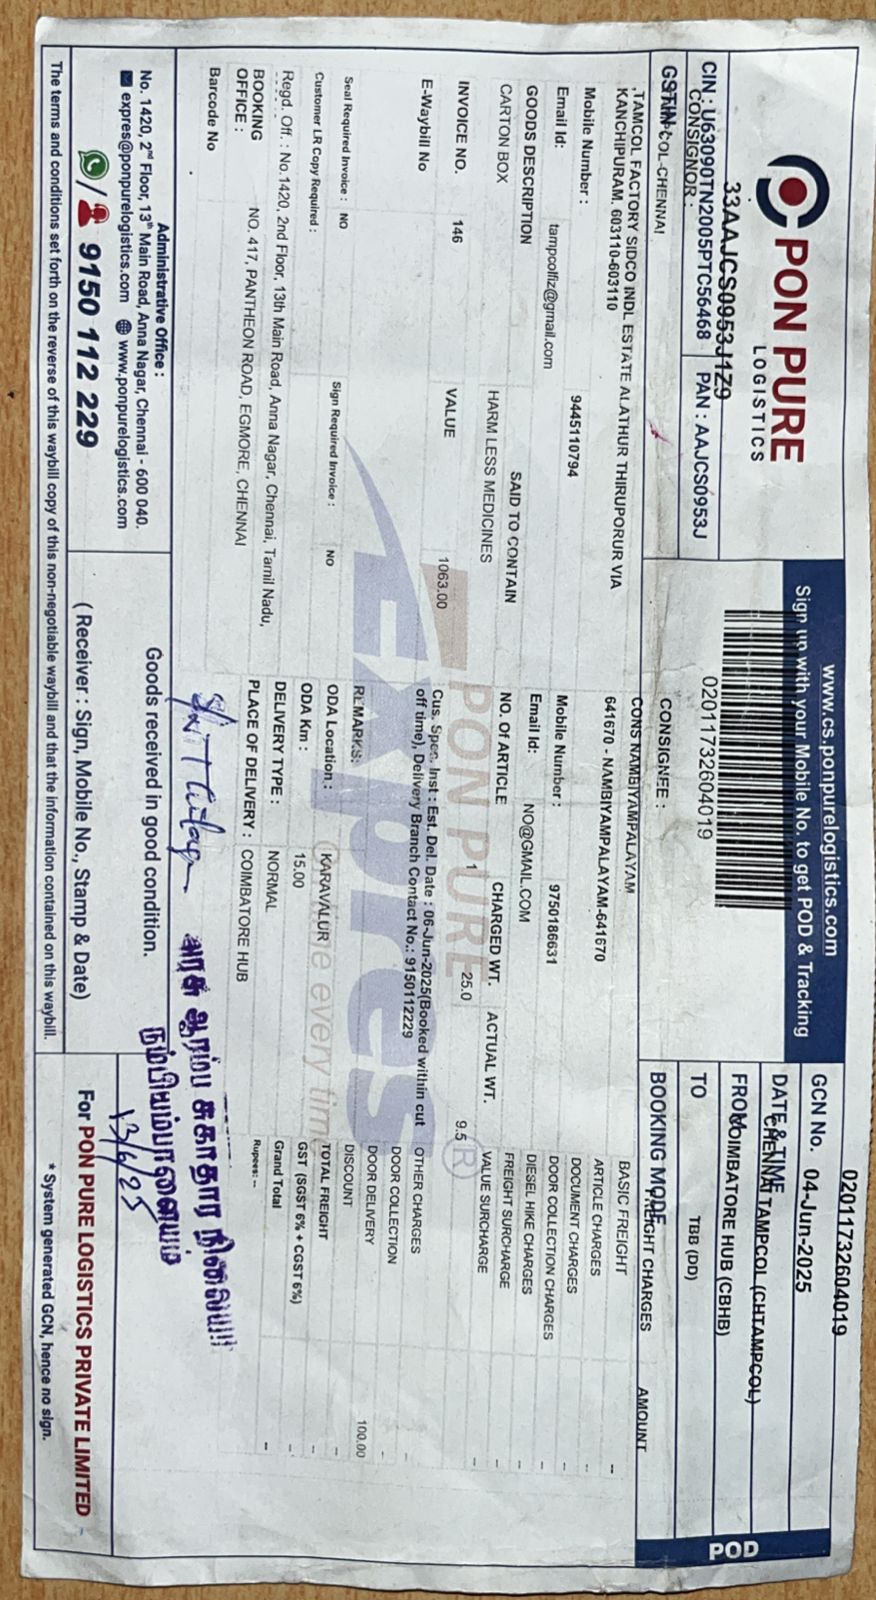 PON PURE
LOGISTICS
33AAJCS0953J1Z9
CIN : U63090TN2005PTC56468
PAN : AAJCS0953J
www.cs.ponpurelogistics.com
Sign up with your Mobile No. to get POD & Tracking
02011732604019
02011732604019
GCN No. 04-Jun-2025
DATE & TIME
CHENNAI TAMPCOL (CHTAMPCOL)
FROM COIMBATORE HUB (CBHB)
TO
TBB (DD)
BOOKING MODE
POD
CONSIGNOR :
GSTIN :
TAMCOL FACTORY SIDCO INDL ESTATE ALATHUR THIRUPORUR VIA
KANCHIPURAM. 603110-603110
Mobile Number : 9445110794
Email Id: tampcolfiz@gmail.com
GOODS DESCRIPTION SAID TO CONTAIN
CARTON BOX HARM LESS MEDICINES
INVOICE NO. 146 VALUE 1063.00
E-Waybill No
Seal Required Invoice : NO Sign Required Invoice : NO
Customer LR Copy Required :
Regd. Off. : No.1420, 2nd Floor, 13th Main Road, Anna Nagar, Chennai, Tamil Nadu,
BOOKING OFFICE : NO. 417, PANTHEON ROAD, EGMORE, CHENNAI
Barcode No
CONSIGNEE :
CONS NAMBIYAMPALAYAM
641670 - NAMBIYAMPALAYAM-641670
Mobile Number : 9750186631
Email Id: NO@GMAIL.COM
NO. Of ARTICLE CHARGED WT. ACTUAL WT.
1 25.0 9.5
PON PURE
Expres
Cus. Spec. Inst : Est. Del. Date : 06-Jun-2025(Booked within cut
off time), Delivery Branch Contact No.: 9150112229
REMARKS:
ODA Location : KARAVALUR
ODA Km : 15.00
DELIVERY TYPE : NORMAL
PLACE OF DELIVERY : COIMBATORE HUB
every time
FREIGHT CHARGES AMOUNT
BASIC FREIGHT --
ARTICLE CHARGES --
DOCUMENT CHARGES --
DOOR COLLECTION CHARGES --
DIESEL HIKE CHARGES --
FREIGHT SURCHARGE --
VALUE SURCHARGE --
OTHER CHARGES
DOOR COLLECTION --
DOOR DELIVERY --
DISCOUNT 100.00
TOTAL FREIGHT --
GST (SGST 6% + CGST 6%) --
Grand Total --
Rupees: -- --
அரசு ஆரம்ப சுகாதார நிலையம்
நம்பியாம்பாளையம்
13/6/25
Administrative Office :
No. 1420, 2nd Floor, 13th Main Road, Anna Nagar, Chennai - 600 040.
expres@ponpurelogistics.com www.ponpurelogistics.com
9150 112 229
Goods received in good condition.
( Receiver : Sign, Mobile No., Stamp & Date)
For PON PURE LOGISTICS PRIVATE LIMITED
The terms and conditions set forth on the reverse of this waybill copy of this non-negotiable waybill and that the information contained on this waybill.
* System generated GCN, hence no sign.